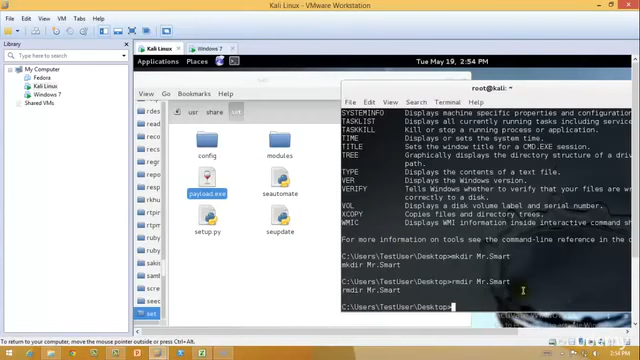 Kali Linux - VMware Workstation
File Edit View VM Tabs Help
Library
Type here to search
My Computer
Fedora
Kali Linux
Windows 7
Shared VMs
Kali Linux
Windows 7
Applications Places
Tue May 19, 2:54 PM
View Go Bookmarks Help
usr share set
config
modules
payload.exe
seautomate
setup.py
seupdate
set
root@kali: ~
File Edit View Search Terminal Help
SYSTEMINFO Displays machine specific properties and configuration
TASKLIST Displays all currently running tasks including service
TASKKILL Kill or stop a running process or application.
TIME Displays or sets the system time.
TITLE Sets the window title for a CMD.EXE session.
TREE Graphically displays the directory structure of a driv
path.
TYPE Displays the contents of a text file.
VER Displays the Windows version.
VERIFY Tells Windows whether to verify that your files are wr
correctly to a disk.
VOL Displays a disk volume label and serial number.
XCOPY Copies files and directory trees.
WMIC Displays WMI information inside interactive command sh
For more information on tools see the command-line reference in the o
C:\Users\TestUser\Desktop>mkdir Mr.Smart
mkdir Mr.Smart
C:\Users\TestUser\Desktop>rmdir Mr.Smart
rmdir Mr.Smart
C:\Users\TestUser\Desktop>
To return to your computer, move the mouse pointer outside or press Ctrl+Alt.
2:54 PM